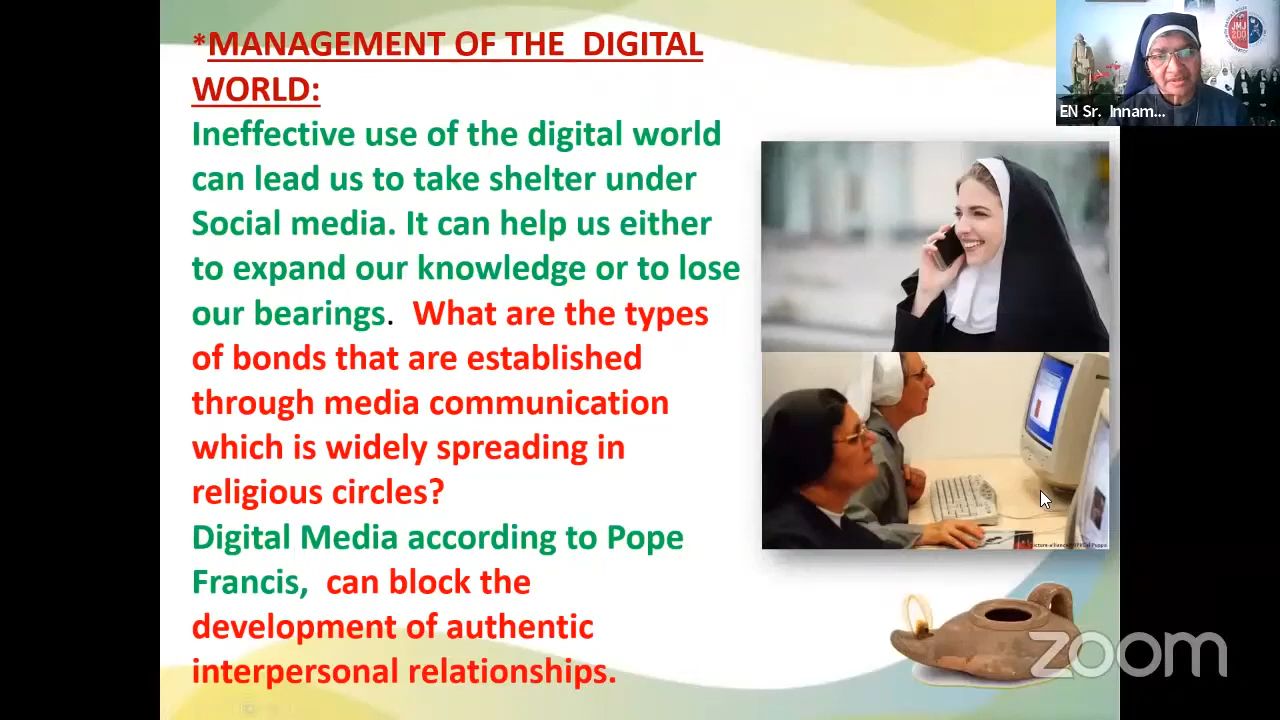 *MANAGEMENT OF THE DIGITAL
WORLD:
Ineffective use of the digital world
can lead us to take shelter under
Social media. It can help us either
to expand our knowledge or to lose
our bearings. What are the types
of bonds that are established
through media communication
which is widely spreading in
religious circles?
Digital Media according to Pope
Francis, can block the
development of authentic
interpersonal relationships.
JMJ
200
EN Sr. Innam...
zoom